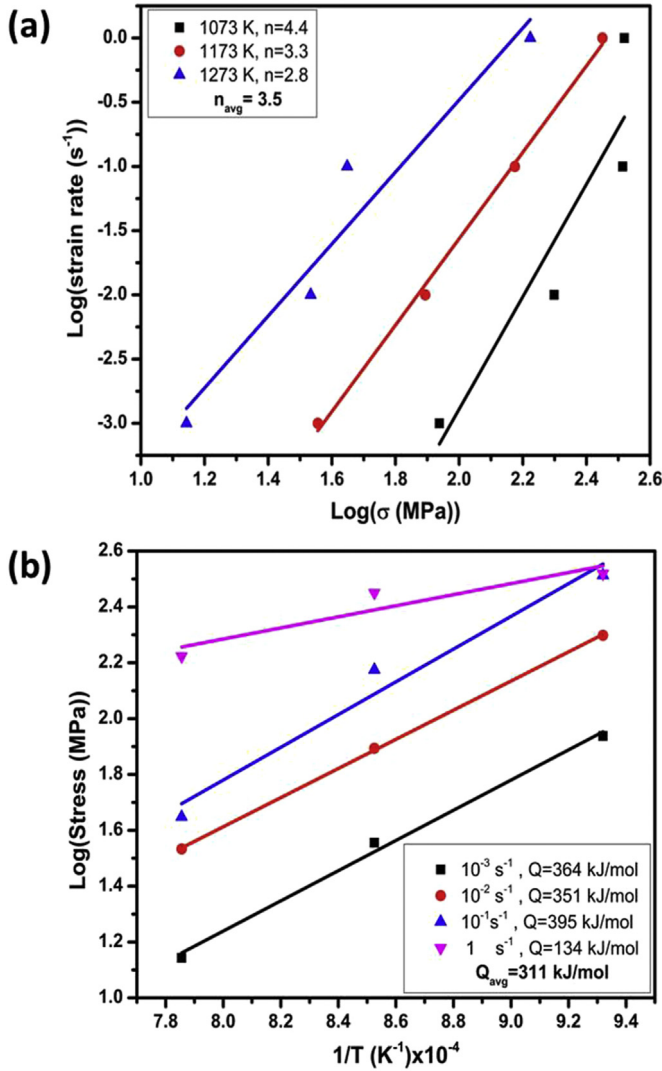 (a)
1073 K, n=4.4
1173 K, n=3.3
1273 K, n=2.8
n_avg = 3.5
Log(strain rate (s⁻¹))
0.0
-0.5
-1.0
-1.5
-2.0
-2.5
-3.0
1.0 1.2 1.4 1.6 1.8 2.0 2.2 2.4 2.6
Log(σ (MPa))
(b)
Log(Stress (MPa))
2.6
2.4
2.2
2.0
1.8
1.6
1.4
1.2
1.0
10⁻³ s⁻¹ , Q=364 kJ/mol
10⁻² s⁻¹ , Q=351 kJ/mol
10⁻¹s⁻¹ , Q=395 kJ/mol
1 s⁻¹ , Q=134 kJ/mol
Q_avg=311 kJ/mol
7.8 8.0 8.2 8.4 8.6 8.8 9.0 9.2 9.4
1/T (K⁻¹)x10⁻⁴